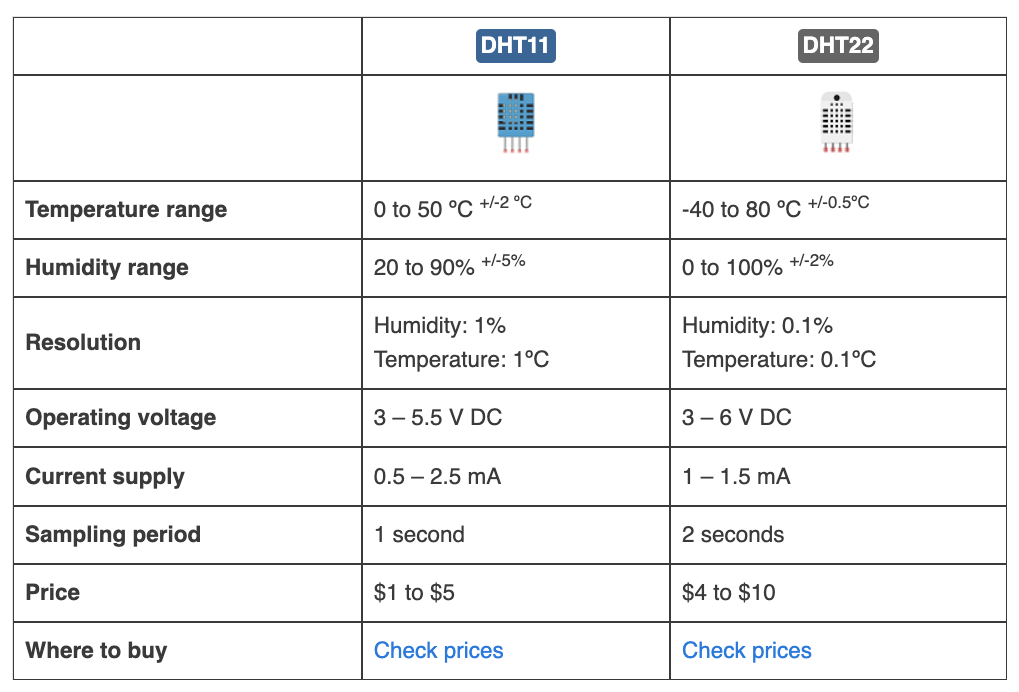 DHT11 DHT22
Temperature range 0 to 50 ºC +/-2 ºC -40 to 80 ºC +/-0.5ºC
Humidity range 20 to 90% +/-5% 0 to 100% +/-2%
Resolution Humidity: 1% Humidity: 0.1%
Temperature: 1ºC Temperature: 0.1ºC
Operating voltage 3 – 5.5 V DC 3 – 6 V DC
Current supply 0.5 – 2.5 mA 1 – 1.5 mA
Sampling period 1 second 2 seconds
Price $1 to $5 $4 to $10
Where to buy Check prices Check prices